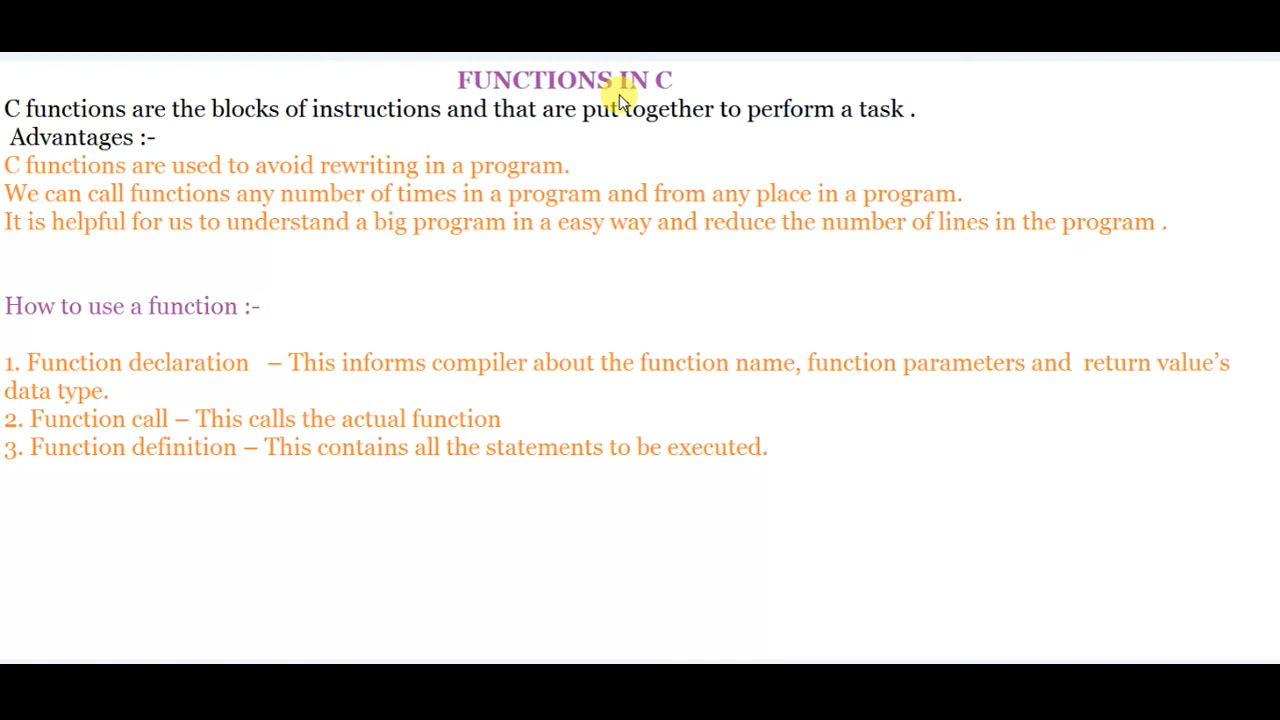 FUNCTIONS IN C
C functions are the blocks of instructions and that are put together to perform a task .
Advantages :-
C functions are used to avoid rewriting in a program.
We can call functions any number of times in a program and from any place in a program.
It is helpful for us to understand a big program in a easy way and reduce the number of lines in the program .
How to use a function :-
1. Function declaration – This informs compiler about the function name, function parameters and return value’s
data type.
2. Function call – This calls the actual function
3. Function definition – This contains all the statements to be executed.